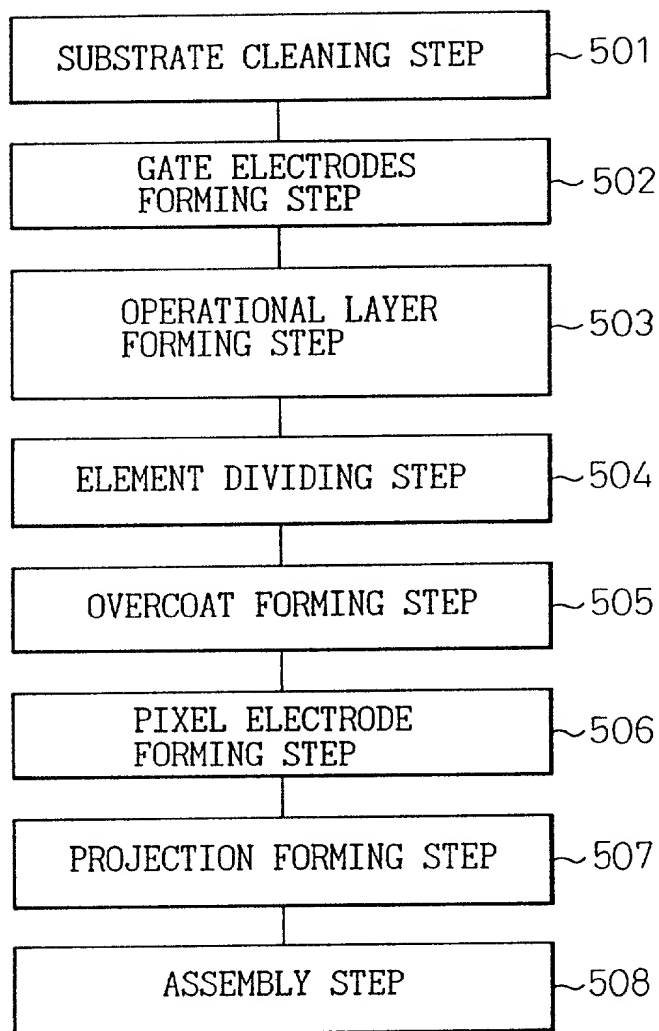 SUBSTRATE CLEANING STEP 501
GATE ELECTRODES
FORMING STEP 502
OPERATIONAL LAYER
FORMING STEP 503
ELEMENT DIVIDING STEP 504
OVERCOAT FORMING STEP 505
PIXEL ELECTRODE
FORMING STEP 506
PROJECTION FORMING STEP 507
ASSEMBLY STEP 508